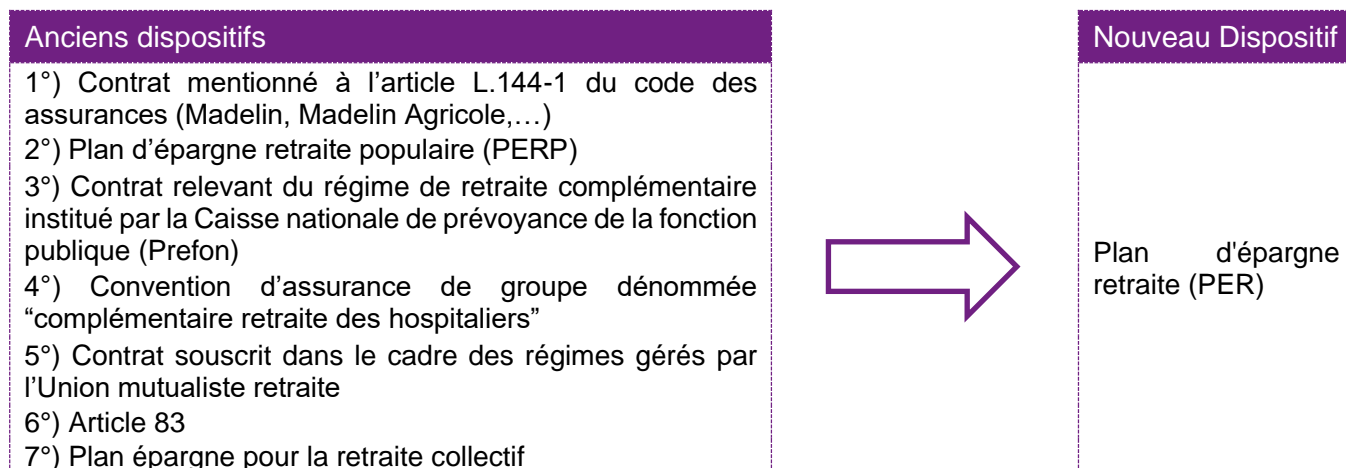 Anciens dispositifs
1°) Contrat mentionné à l’article L.144-1 du code des
assurances (Madelin, Madelin Agricole,…)
2°) Plan d’épargne retraite populaire (PERP)
3°) Contrat relevant du régime de retraite complémentaire
institué par la Caisse nationale de prévoyance de la fonction
publique (Prefon)
4°) Convention d’assurance de groupe dénommée
“complémentaire retraite des hospitaliers”
5°) Contrat souscrit dans le cadre des régimes gérés par
l’Union mutualiste retraite
6°) Article 83
7°) Plan épargne pour la retraite collectif
Nouveau Dispositif
Plan d'épargne
retraite (PER)